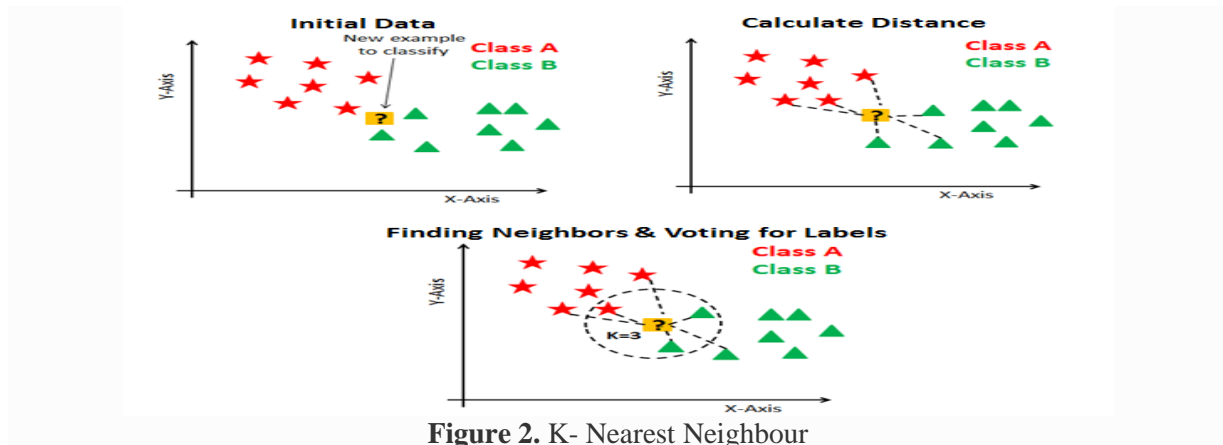 Initial Data
New example
to classify
Class A
Class B
?
Y-Axis
X-Axis
Calculate Distance
Class A
Class B
?
Y-Axis
X-Axis
Finding Neighbors & Voting for Labels
Class A
Class B
?
K=3
Y-Axis
X-Axis
Figure 2. K- Nearest Neighbour